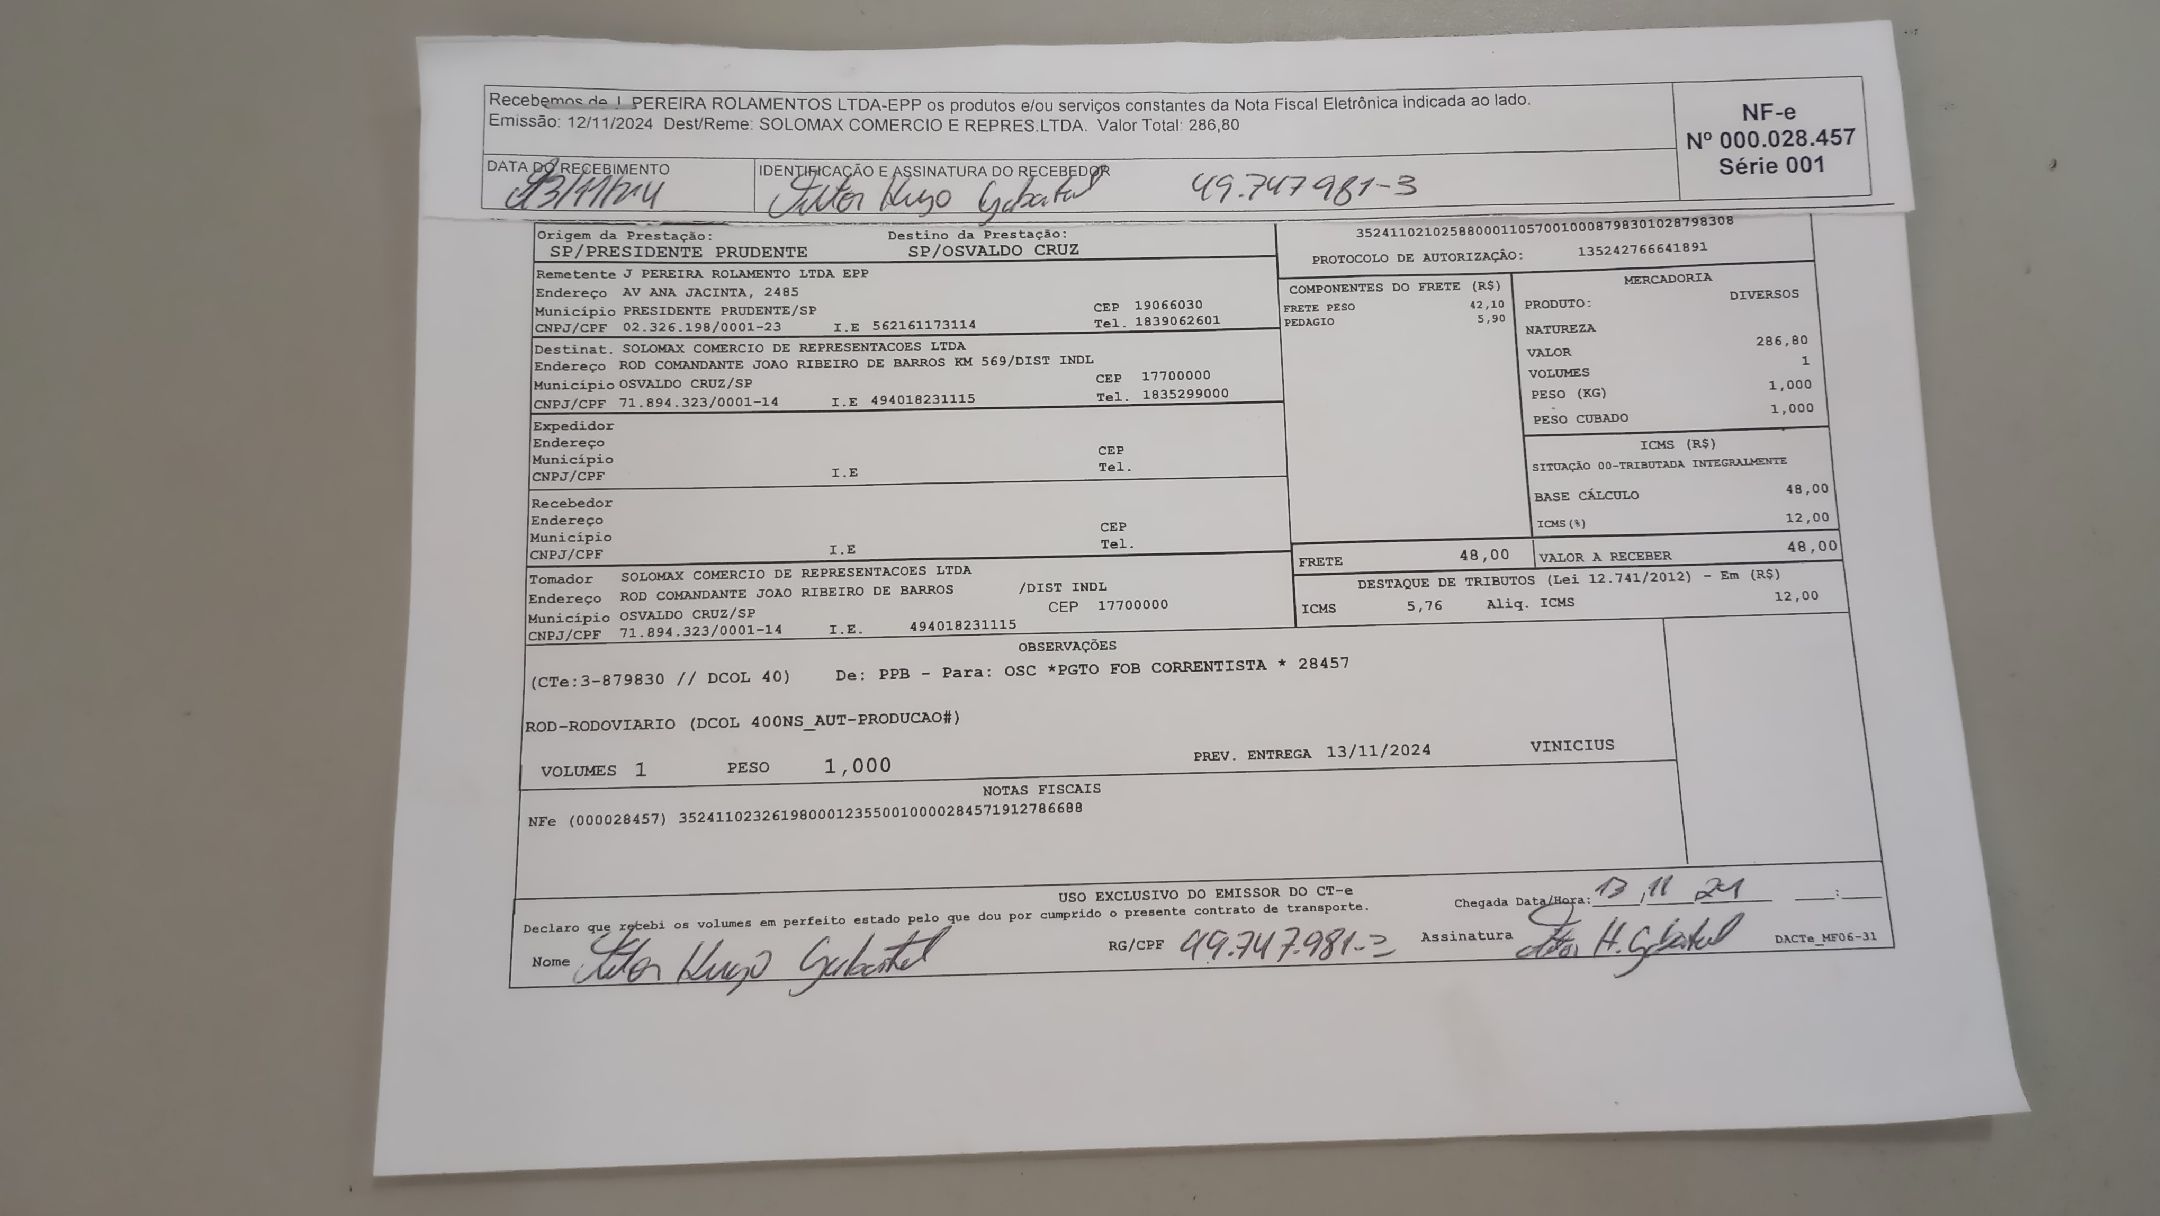 Recebemos de J. PEREIRA ROLAMENTOS LTDA-EPP os produtos e/ou serviços constantes da Nota Fiscal Eletrônica indicada ao lado.
Emissão: 12/11/2024 Dest/Reme: SOLOMAX COMERCIO E REPRES.LTDA. Valor Total: 286,80
NF-e
Nº 000.028.457
Série 001
DATA DO RECEBIMENTO
13/11/24
IDENTIFICAÇÃO E ASSINATURA DO RECEBEDOR
Hugo 49.747981-3
Origem da Prestação: Destino da Prestação:
SP/PRESIDENTE PRUDENTE SP/OSVALDO CRUZ
Remetente J PEREIRA ROLAMENTO LTDA EPP
Endereço AV ANA JACINTA, 2485
Município PRESIDENTE PRUDENTE/SP CEP 19066030
CNPJ/CPF 02.326.198/0001-23 I.E 562161173114 Tel. 1839062601
Destinat. SOLOMAX COMERCIO DE REPRESENTACOES LTDA
Endereço ROD COMANDANTE JOAO RIBEIRO DE BARROS KM 569/DIST INDL
Município OSVALDO CRUZ/SP CEP 17700000
CNPJ/CPF 71.894.323/0001-14 I.E 494018231115 Tel. 1835299000
Expedidor
Endereço
Município CEP
CNPJ/CPF I.E Tel.
Recebedor
Endereço
Município CEP
CNPJ/CPF I.E Tel.
Tomador SOLOMAX COMERCIO DE REPRESENTACOES LTDA
Endereço ROD COMANDANTE JOAO RIBEIRO DE BARROS /DIST INDL
Município OSVALDO CRUZ/SP CEP 17700000
CNPJ/CPF 71.894.323/0001-14 I.E. 494018231115
35241102102588000110570010008798301028798308
PROTOCOLO DE AUTORIZAÇÃO: 135242766641891
COMPONENTES DO FRETE (R$)
FRETE PESO 42,10
PEDAGIO 5,90
MERCADORIA
PRODUTO: DIVERSOS
NATUREZA
VALOR 286,80
VOLUMES 1
PESO (KG) 1,000
PESO CUBADO 1,000
ICMS (R$)
SITUAÇÃO 00-TRIBUTADA INTEGRALMENTE
BASE CÁLCULO 48,00
ICMS(%) 12,00
FRETE 48,00 VALOR A RECEBER 48,00
DESTAQUE DE TRIBUTOS (Lei 12.741/2012) - Em (R$)
ICMS 5,76 Aliq. ICMS 12,00
OBSERVAÇÕES
(CTe:3-879830 // DCOL 40) De: PPB - Para: OSC *PGTO FOB CORRENTISTA * 28457
ROD-RODOVIARIO (DCOL 400NS_AUT-PRODUCAO#)
VOLUMES 1 PESO 1,000 PREV. ENTREGA 13/11/2024 VINICIUS
NOTAS FISCAIS
NFe (000028457) 35241102326198000123550010000284571912786688
USO EXCLUSIVO DO EMISSOR DO CT-e
Declaro que recebi os volumes em perfeito estado pelo que dou por cumprido o presente contrato de transporte.
Chegada Data/Hora: 13 11 24 :
Nome Hugo RG/CPF 49.747.981-3 Assinatura DACTe_MF06-31